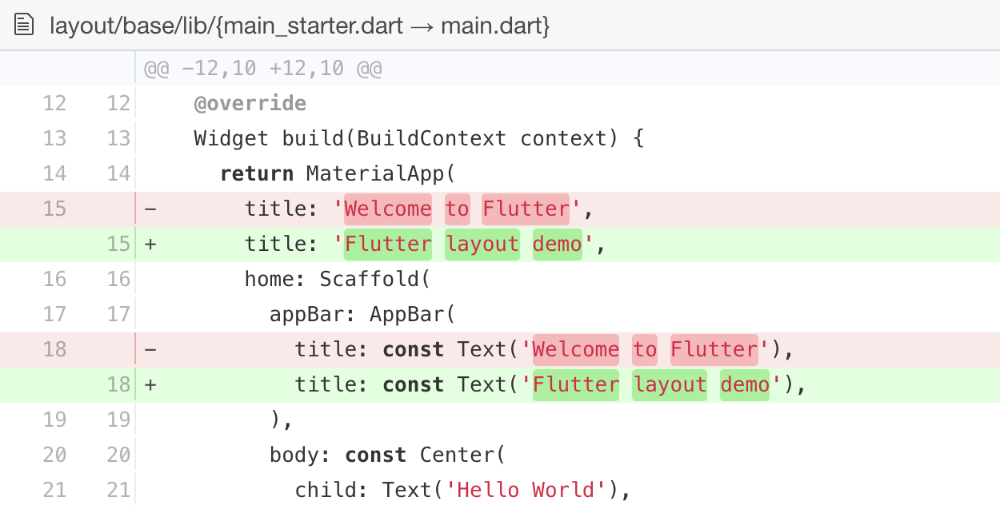 layout/base/lib/{main_starter.dart → main.dart}
@@ -12,10 +12,10 @@
12 12 @override
13 13 Widget build(BuildContext context) {
14 14 return MaterialApp(
15 - title: 'Welcome to Flutter',
15 + title: 'Flutter layout demo',
16 16 home: Scaffold(
17 17 appBar: AppBar(
18 - title: const Text('Welcome to Flutter'),
18 + title: const Text('Flutter layout demo'),
19 19 ),
20 20 body: const Center(
21 21 child: Text('Hello World'),